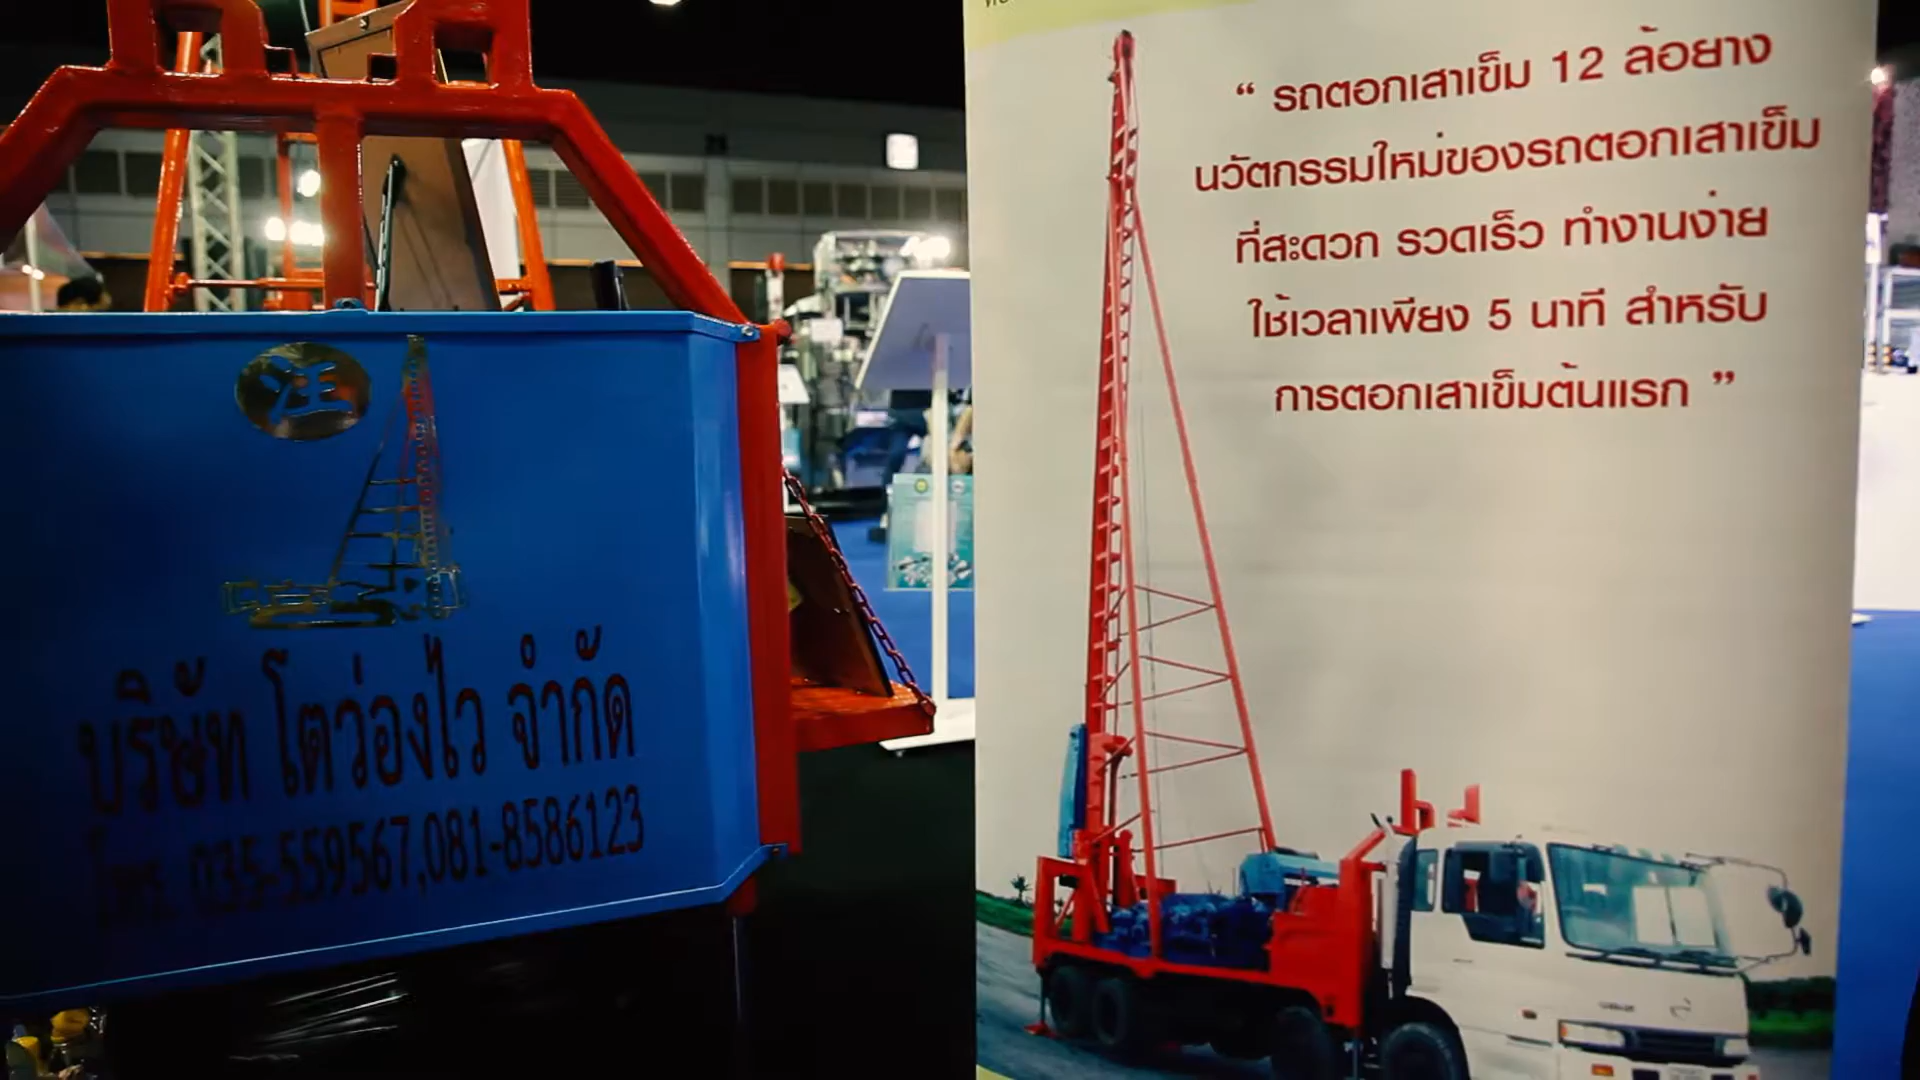 汪
บริษัท โตว่องไว จำกัด
โทร. 035-559567,081-8586123
“ รถตอกเสาเข็ม 12 ล้อยาง
นวัตกรรมใหม่ของรถตอกเสาเข็ม
ที่สะดวก รวดเร็ว ทำงานง่าย
ใช้เวลาเพียง 5 นาที สำหรับ
การตอกเสาเข็มต้นแรก ”